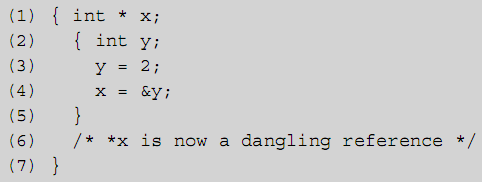 (1) { int * x;
(2)   { int y;
(3)     y = 2;
(4)     x = &y;
(5)   }
(6)   /* *x is now a dangling reference */
(7) }